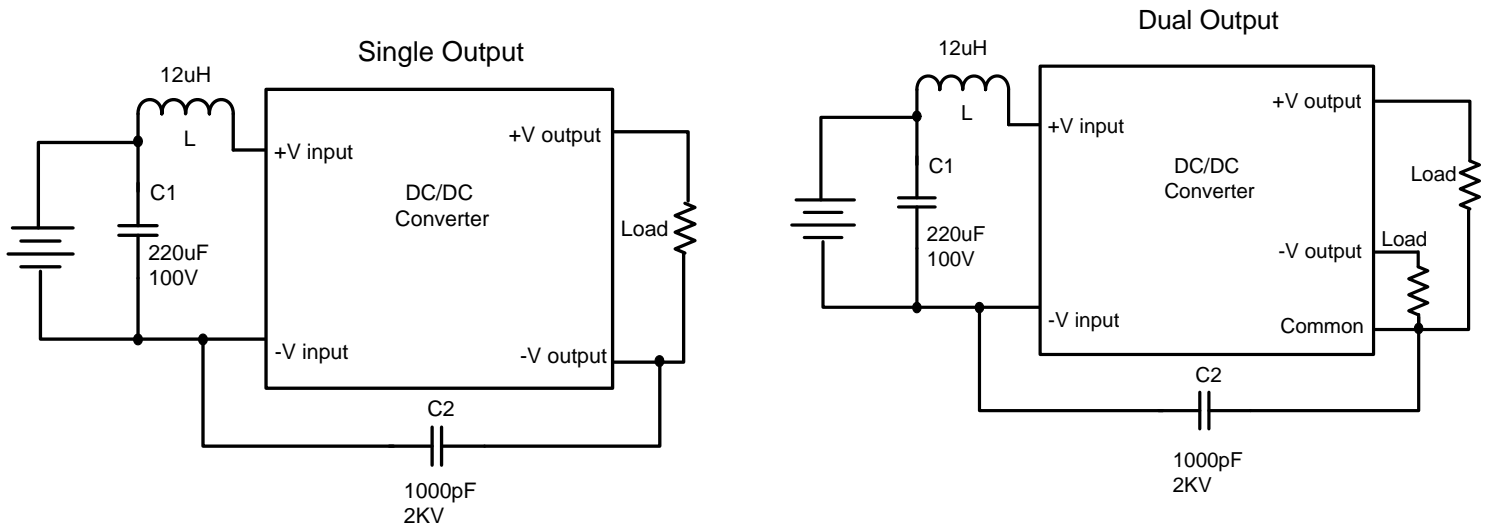 Single Output
12uH
L
+V input
+V output
C1
DC/DC
Converter
Load
220uF
100V
-V input
-V output
C2
1000pF
2KV
Dual Output
12uH
L
+V output
+V input
C1
DC/DC
Converter
Load
220uF
100V
Load
-V output
-V input
Common
C2
1000pF
2KV